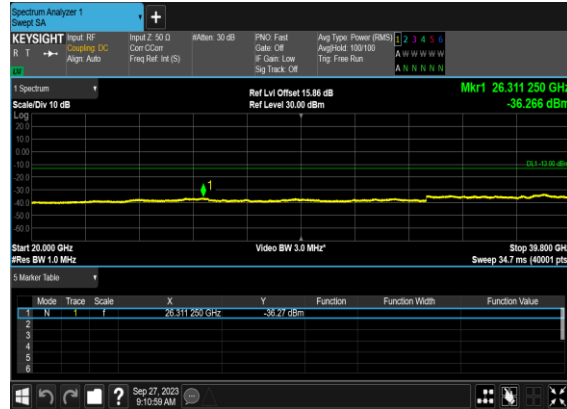 Spectrum Analyzer 1
Swept SA
+
KEYSIGHT Input: RF Input Z: 50 Ω #Atten: 30 dB PNO: Fast Avg Type: Power (RMS) 1 2 3 4 5 6
R T Coupling: DC Corr CCorr Gate: Off Avg|Hold: 100/100 A W W W W W
Align: Auto Freq Ref: Int (S) IF Gain: Low Trig: Free Run
Sig Track: Off A N N N N N
1 Spectrum Ref Lvl Offset 15.86 dB Mkr1 26.311 250 GHz
Scale/Div 10 dB Ref Level 30.00 dBm -36.266 dBm
Log
20.0
10.0
0.00
-10.0
DL1 -13.00 dBm
-20.0
-30.0
1
-40.0
-50.0
-60.0
Start 20.000 GHz Video BW 3.0 MHz* Stop 39.800 GHz
#Res BW 1.0 MHz Sweep 34.7 ms (40001 pts)
5 Marker Table
Mode Trace Scale X Y Function Function Width Function Value
1 N 1 f 26.311 250 GHz -36.27 dBm
2
3
4
5
6
? Sep 27, 2023
9:10:59 AM